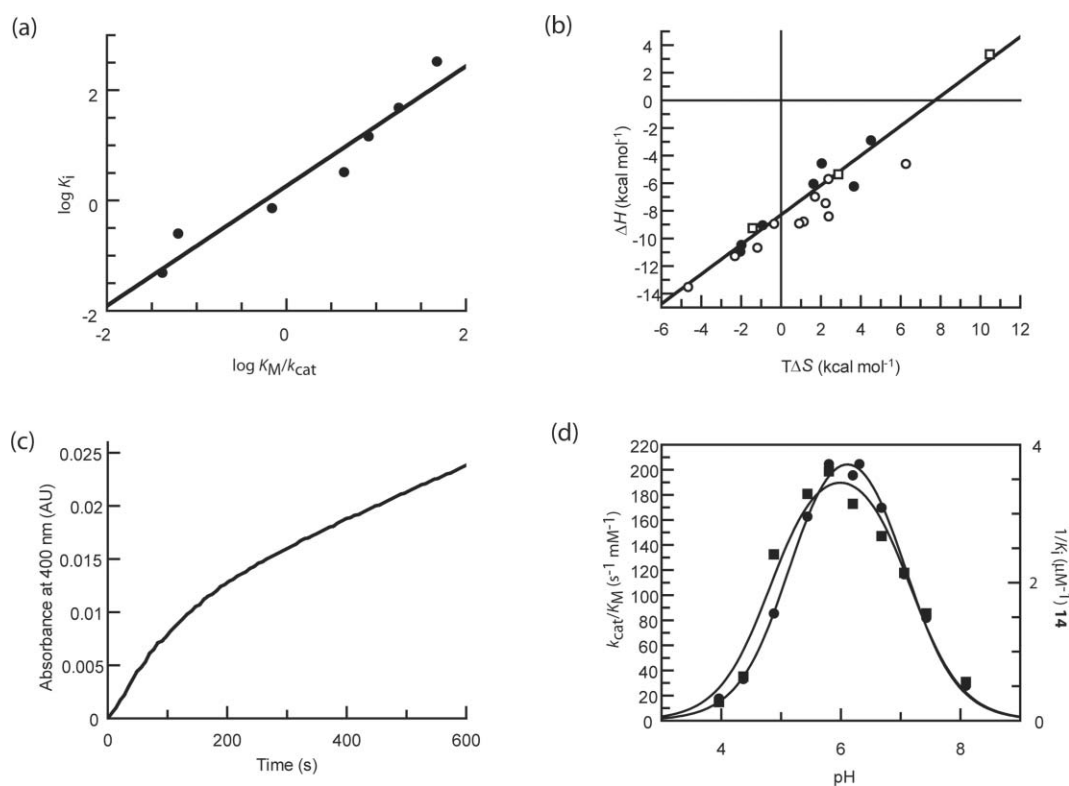 (a)
2
0
-2
-2
0
2
log Ki
log KM/kcat
(b)
4
2
0
-2
-4
-6
-8
-10
-12
-14
-6 -4 -2 0 2 4 6 8 10 12
ΔH (kcal mol-1)
TΔS (kcal mol-1)
(c)
0.025
0.02
0.015
0.01
0.005
0
0 200 400 600
Absorbance at 400 nm (AU)
Time (s)
(d)
220
200
180
160
140
120
100
80
60
40
20
0
4 6 8
4
2
0
kcat/KM (s-1 mM-1)
1/Ki (μM-1) 14
pH